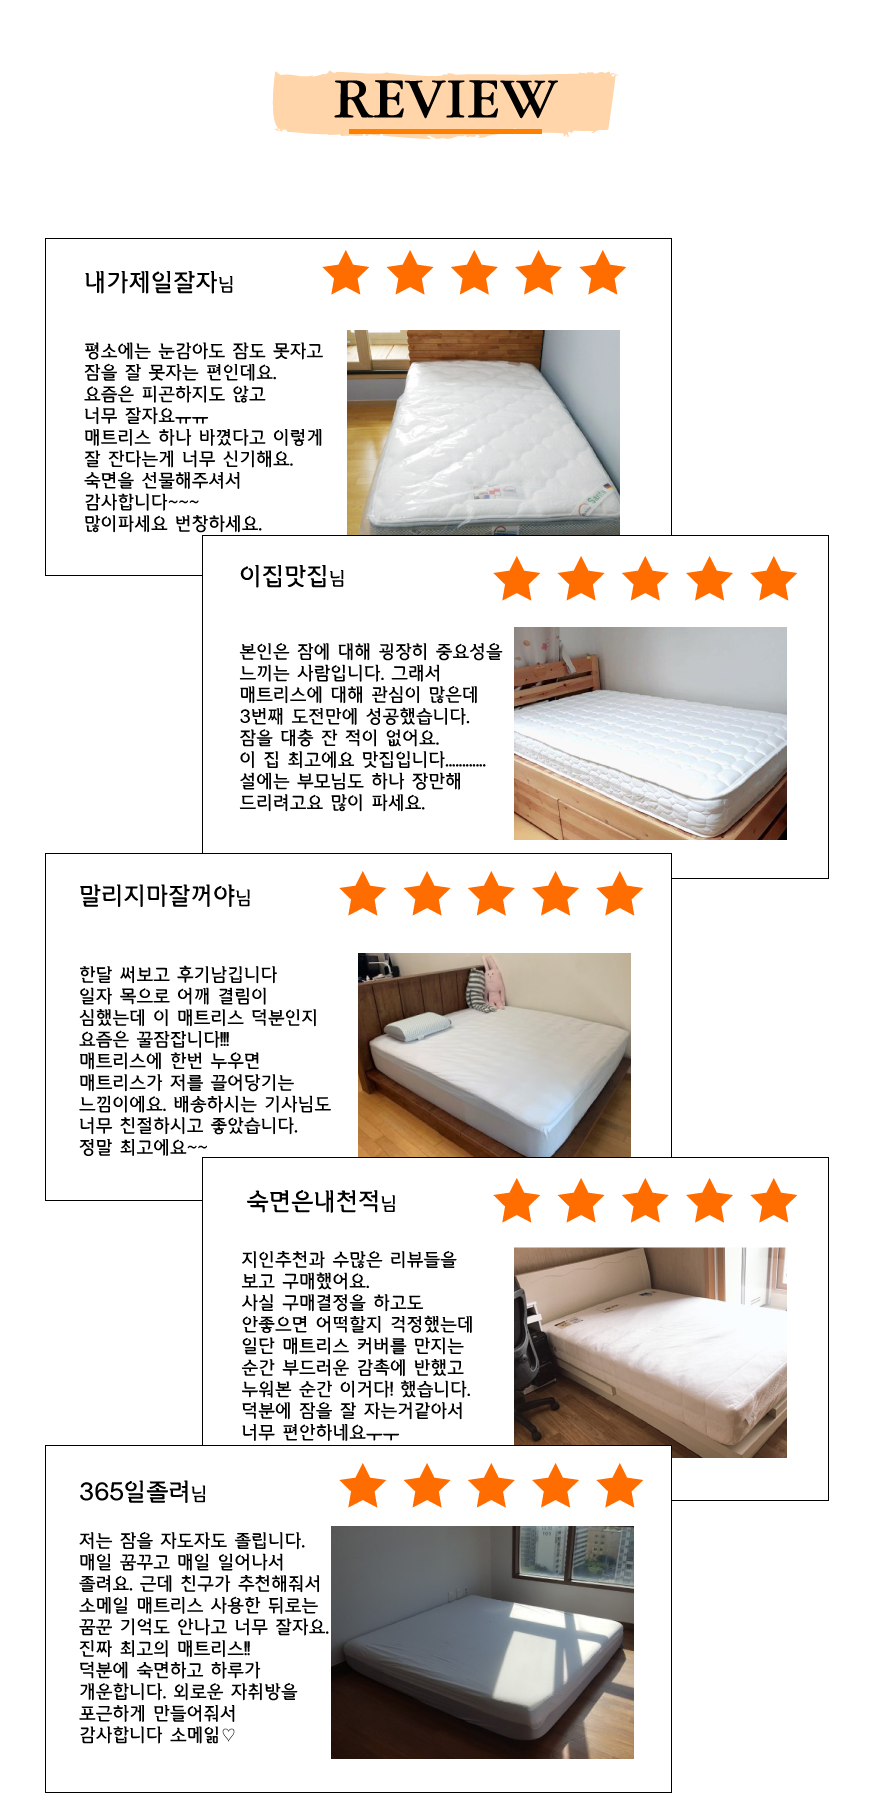 REVIEW
내가제일잘자님
평소에는 눈감아도 잠도 못자고
잠을 잘 못자는 편인데요.
요즘은 피곤하지도 않고
너무 잘자요ㅠㅠ
매트리스 하나 바꼈다고 이렇게
잘 잔다는게 너무 신기해요.
숙면을 선물해주셔서
감사합니다~~~
많이파세요 번창하세요.
이집맛집님
본인은 잠에 대해 굉장히 중요성을
느끼는 사람입니다. 그래서
매트리스에 대해 관심이 많은데
3번째 도전만에 성공했습니다.
잠을 대충 잔 적이 없어요.
이 집 최고에요 맛집입니다............
설에는 부모님도 하나 장만해
드리려고요 많이 파세요.
말리지마잘꺼야님
한달 써보고 후기남깁니다
일자 목으로 어깨 결림이
심했는데 이 매트리스 덕분인지
요즘은 꿀잠잡니다!!!
매트리스에 한번 누우면
매트리스가 저를 끌어당기는
느낌이에요. 배송하시는 기사님도
너무 친절하시고 좋았습니다.
정말 최고에요~~
숙면은내천적님
지인추천과 수많은 리뷰들을
보고 구매했어요.
사실 구매결정을 하고도
안좋으면 어떡할지 걱정했는데
일단 매트리스 커버를 만지는
순간 부드러운 감촉에 반했고
누워본 순간 이거다! 했습니다.
덕분에 잠을 잘 자는거같아서
너무 편안하네요ㅜㅜ
365일졸려님
저는 잠을 자도자도 졸립니다.
매일 꿈꾸고 매일 일어나서
졸려요. 근데 친구가 추천해줘서
소메일 매트리스 사용한 뒤로는
꿈꾼 기억도 안나고 너무 잘자요.
진짜 최고의 매트리스!!
덕분에 숙면하고 하루가
개운합니다. 외로운 자취방을
포근하게 만들어줘서
감사합니다 소메읾♡